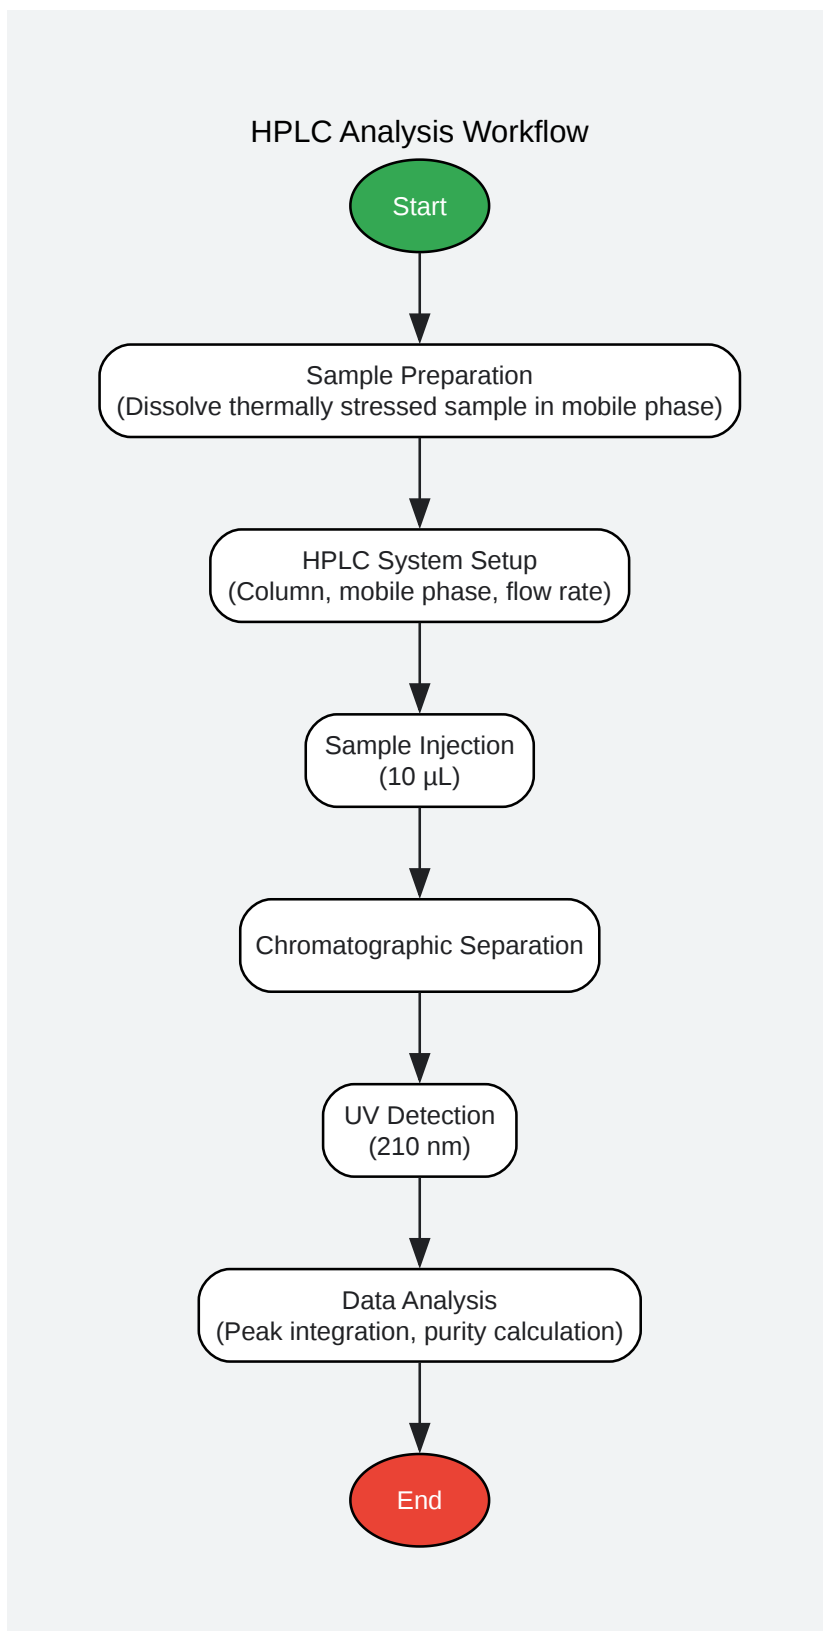 HPLC Analysis Workflow
Start
Sample Preparation
(Dissolve thermally stressed sample in mobile phase)
HPLC System Setup
(Column, mobile phase, flow rate)
Sample Injection
(10 µL)
Chromatographic Separation
UV Detection
(210 nm)
Data Analysis
(Peak integration, purity calculation)
End